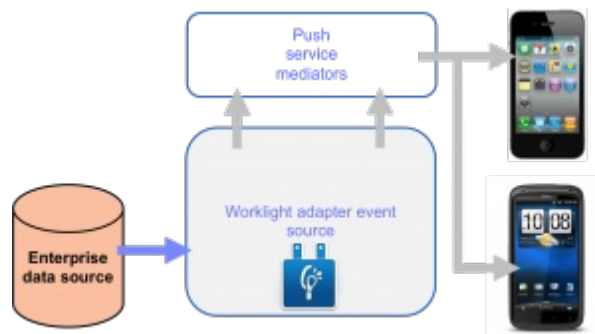 Push
service
mediators
Worklight adapter event
source
Enterprise
data source
10 08